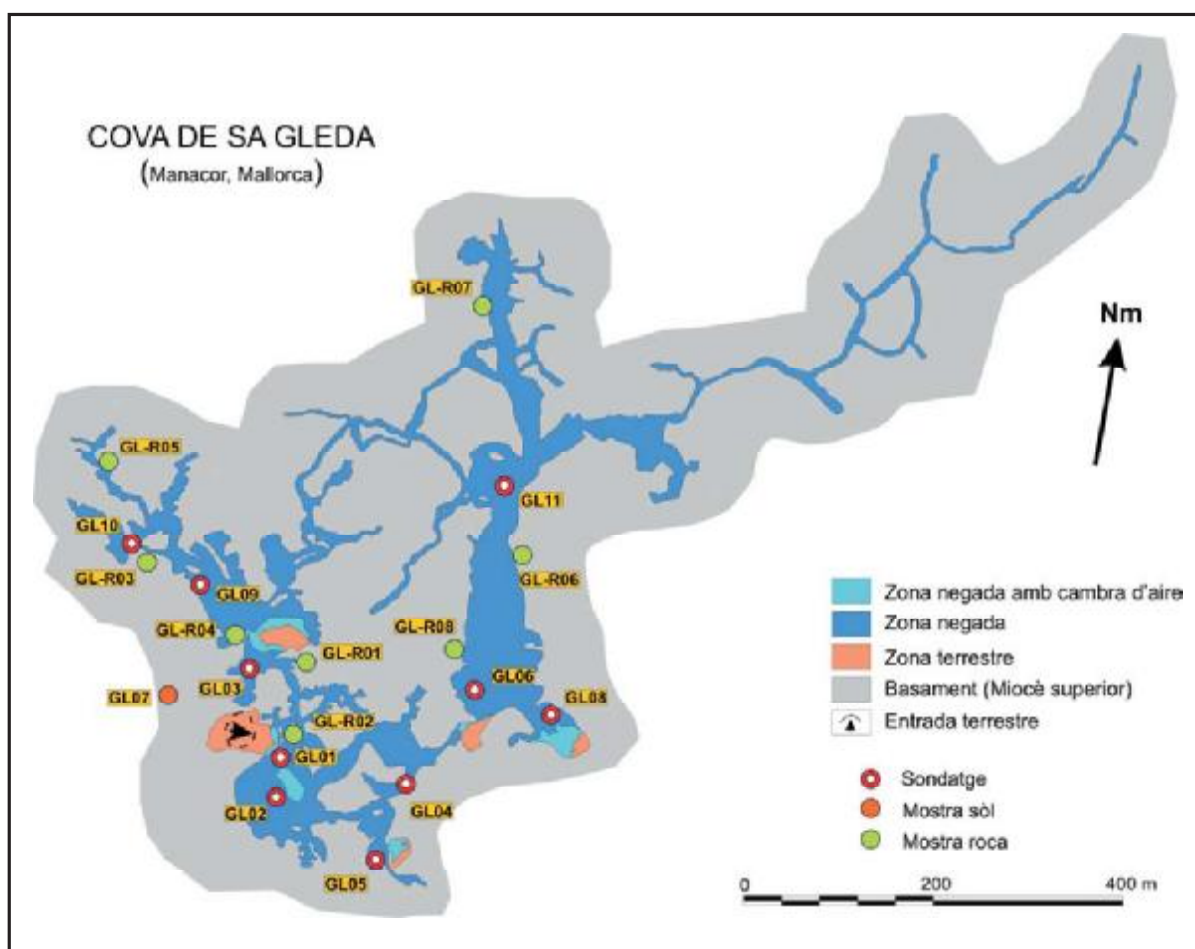 COVA DE SA GLEDA
(Manacor, Mallorca)
GL-R07
Nm
GL-R05
GL10
GL11
GL-R03
GL-R06
GL09
GL-R04
GL-R08
GL-R01
GL03
GL06
GL07
GL08
GL-R02
GL01
GL02
GL04
GL05
Zona negada amb cambra d'aire
Zona negada
Zona terrestre
Basament (Miocè superior)
Entrada terrestre
Sondatge
Mostra sòl
Mostra roca
0 200 400 m